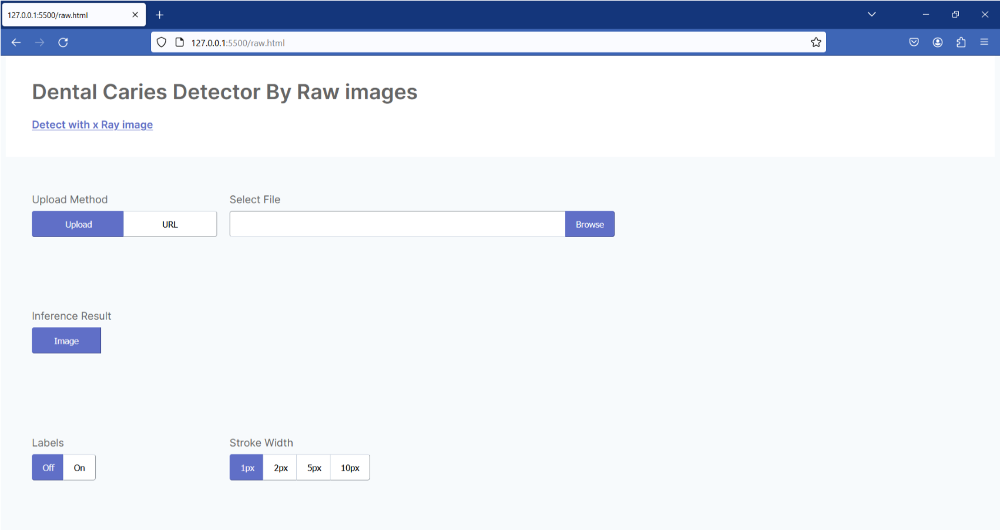 127.0.0.1:5500/raw.html
127.0.0.1:5500/raw.html
Dental Caries Detector By Raw images
Detect with x Ray image
Upload Method Select File
Upload URL Browse
Inference Result
Image
Labels Stroke Width
Off On 1px 2px 5px 10px